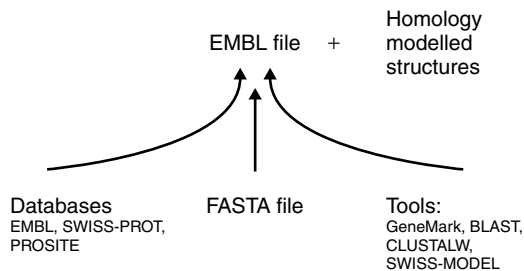 EMBL file + Homology
modelled
structures
Databases
EMBL, SWISS-PROT,
PROSITE
FASTA file
Tools:
GeneMark, BLAST,
CLUSTALW,
SWISS-MODEL